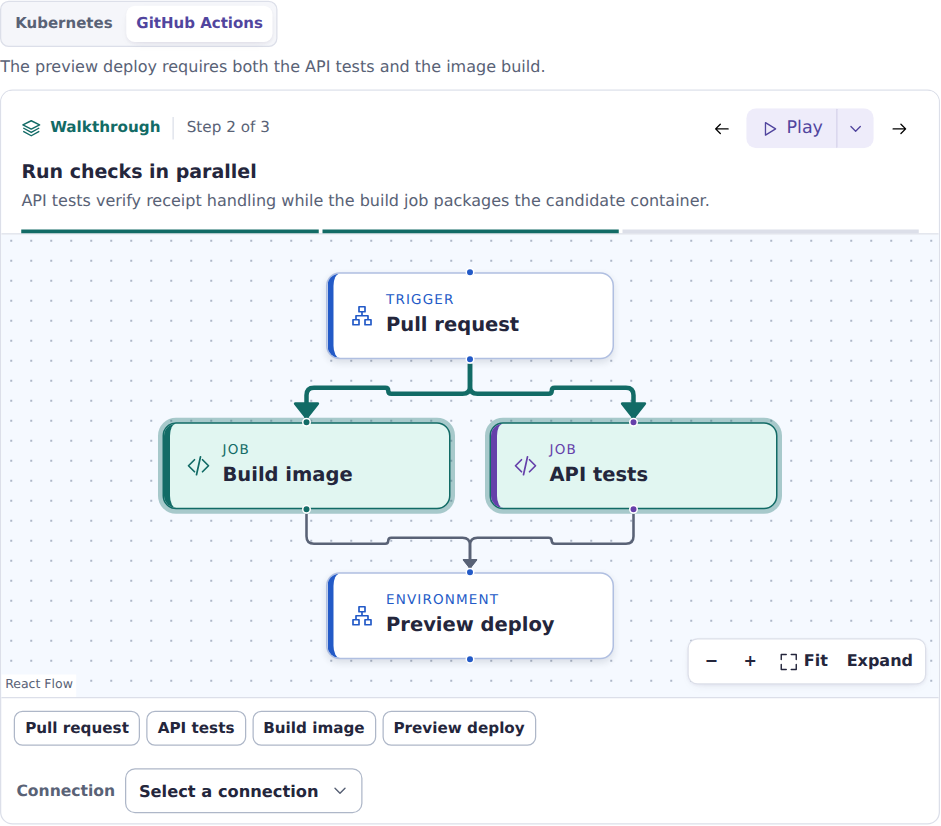 Kubernetes GitHub Actions
The preview deploy requires both the API tests and the image build.
Walkthrough Step 2 of 3
Play
Run checks in parallel
API tests verify receipt handling while the build job packages the candidate container.
TRIGGER
Pull request
JOB
Build image
JOB
API tests
ENVIRONMENT
Preview deploy
− + Fit Expand
React Flow
Pull request API tests Build image Preview deploy
Connection Select a connection